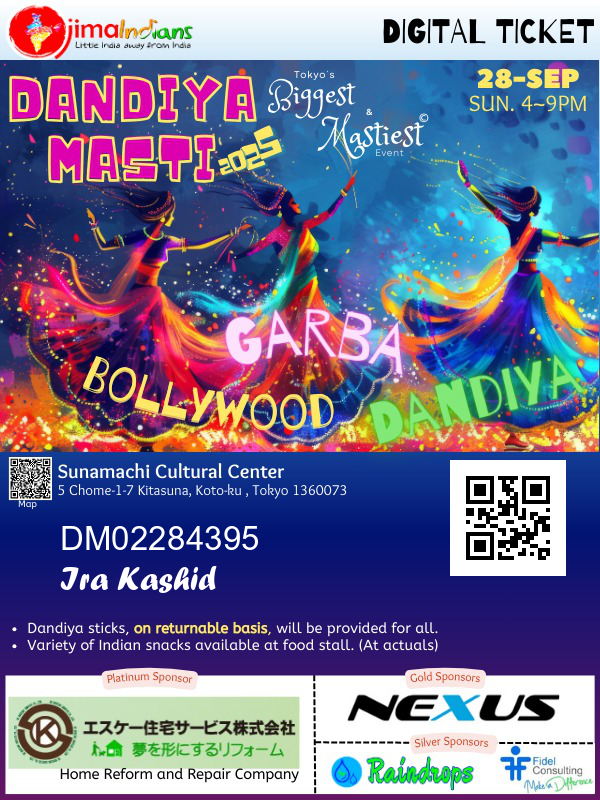 OjimaIndians
Little India away from India
DIGITAL TICKET
DANDIYA
MASTI 2025
Tokyo's
Biggest
&
Mastiest©
Event
28-SEP
SUN. 4~9PM
GARBA
BOLLYWOOD
DANDIYA
Map
Sunamachi Cultural Center
5 Chome-1-7 Kitasuna, Koto-ku , Tokyo 1360073
DM02284395
Ira Kashid
• Dandiya sticks, on returnable basis, will be provided for all.
• Variety of Indian snacks available at food stall. (At actuals)
Platinum Sponsor
エスケー住宅サービス株式会社
夢を形にするリフォーム
Home Reform and Repair Company
Gold Sponsors
NEXUS
Silver Sponsors
Raindrops
Fidel
Consulting
Make a Difference